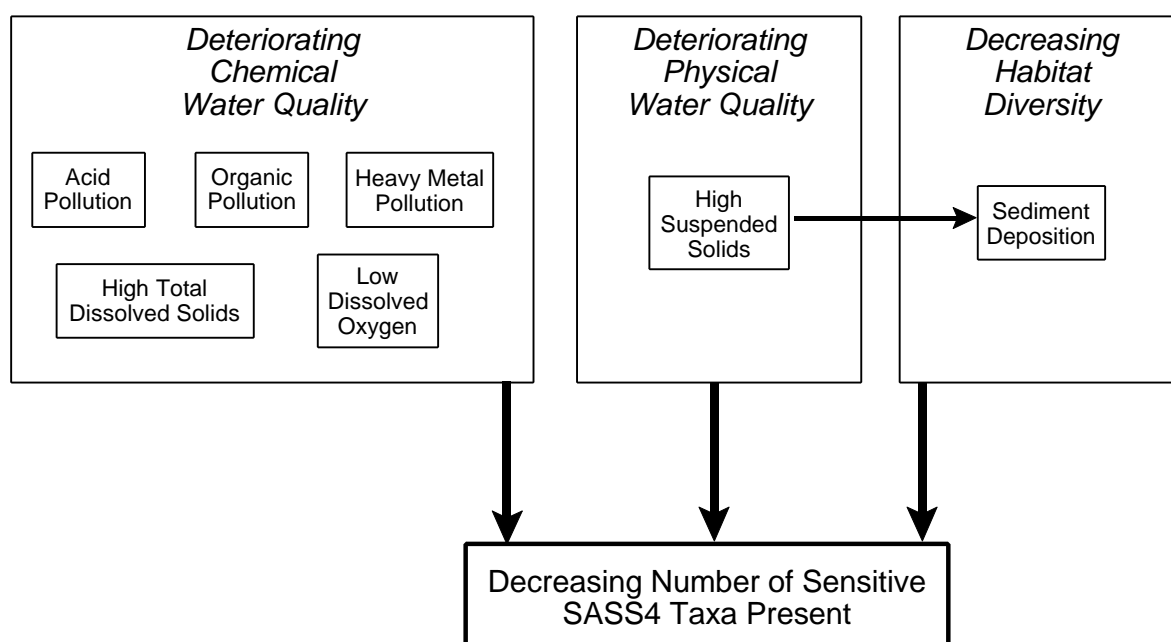 Deteriorating
Chemical
Water Quality
Acid
Pollution
Organic
Pollution
Heavy Metal
Pollution
High Total
Dissolved Solids
Low
Dissolved
Oxygen
Deteriorating
Physical
Water Quality
High
Suspended
Solids
Decreasing
Habitat
Diversity
Sediment
Deposition
Decreasing Number of Sensitive
SASS4 Taxa Present